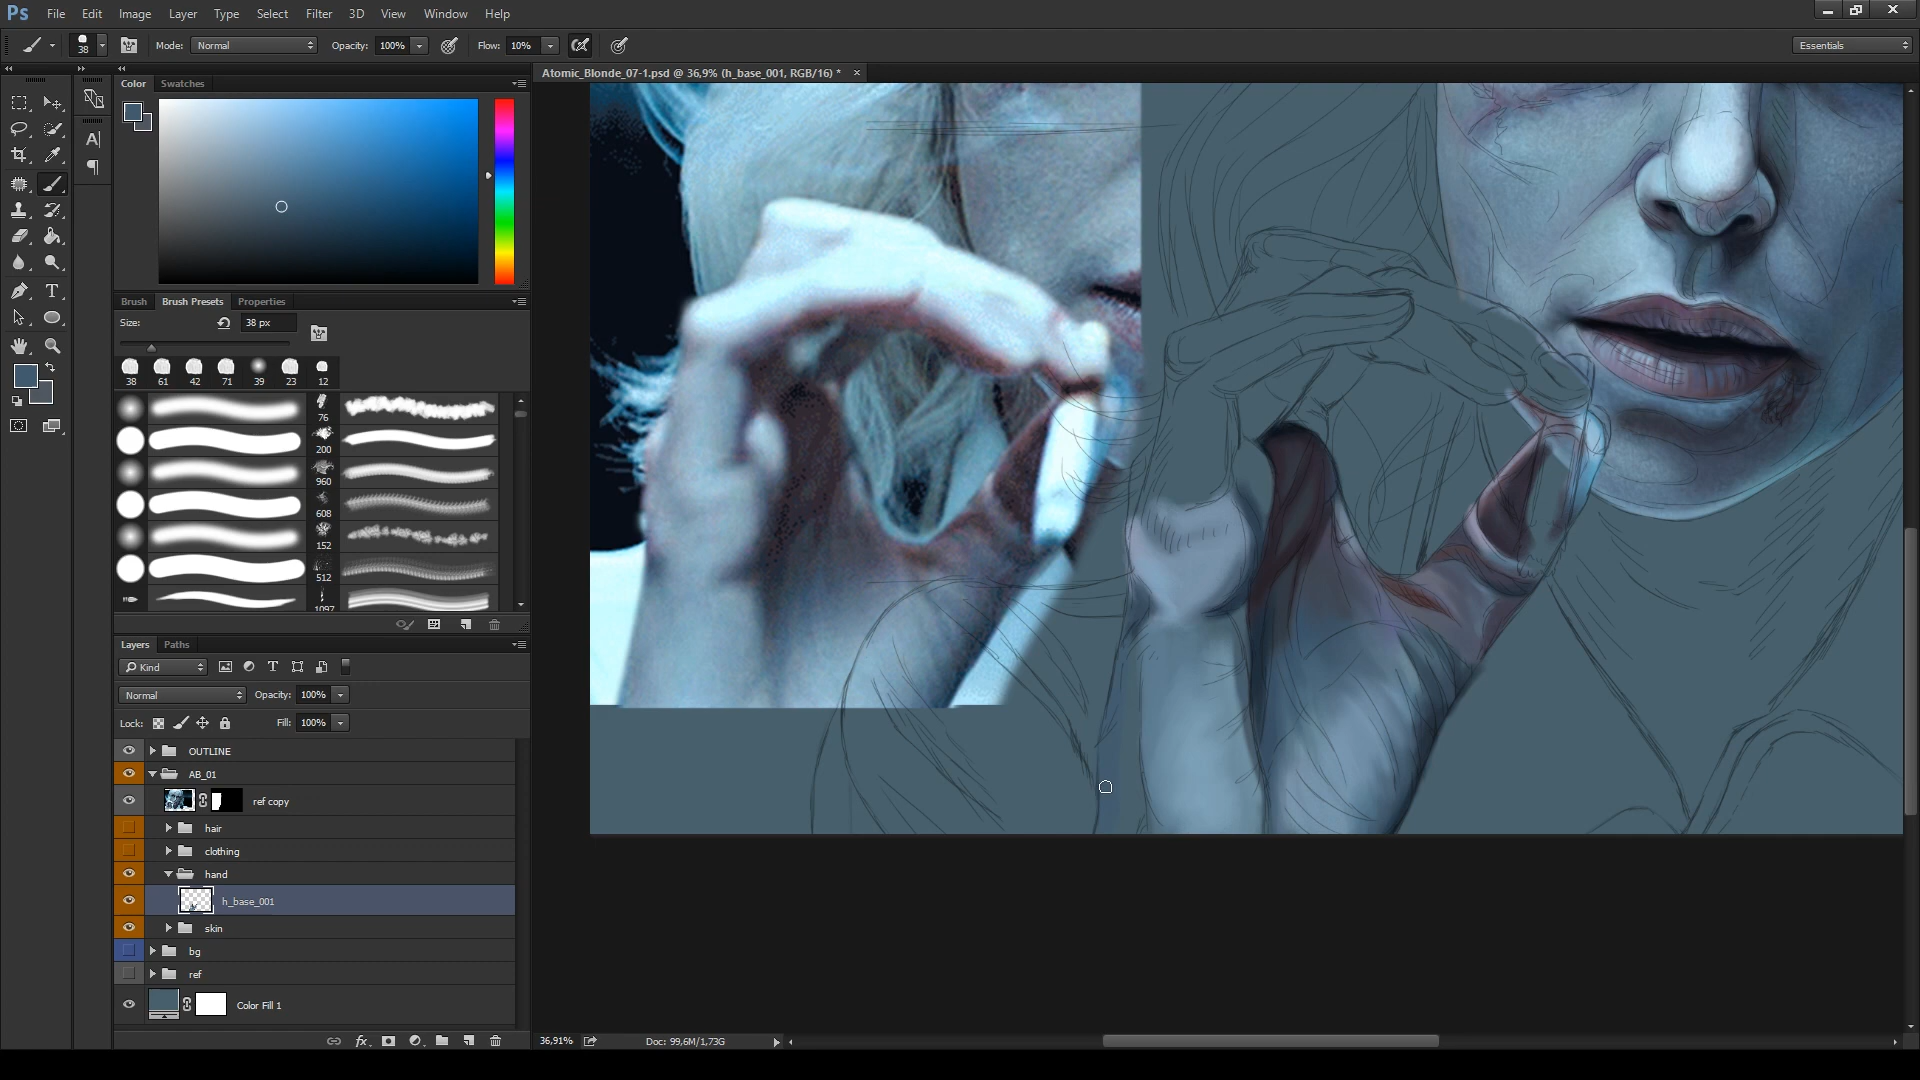 Ps File Edit Image Layer Type Select Filter 3D View Window Help
38 Mode: Normal Opacity: 100% Flow: 10% Essentials
Color Swatches
Atomic_Blonde_07-1.psd @ 36,9% (h_base_001, RGB/16) * ×
Brush Brush Presets Properties
Size: 38 px
38 61 42 71 39 23 12
76
200
960
608
152
512
1097
Layers Paths
Kind
Normal Opacity: 100%
Lock: Fill: 100%
OUTLINE
AB_01
ref copy
hair
clothing
hand
h_base_001
skin
bg
ref
Color Fill 1
fx
36,91% Doc: 99,6M/1,73G